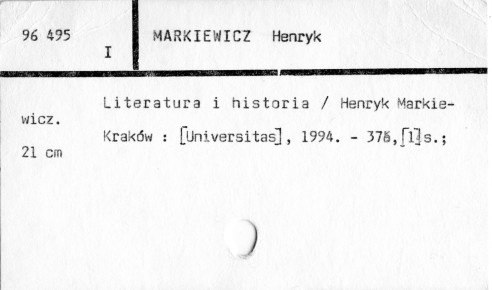 96 495
I
MARKIEWICZ Henryk
Literatura i historia / Henryk Markie-
wicz.
Kraków : [Universitas], 1994. - 378,[1]s.;
21 cm